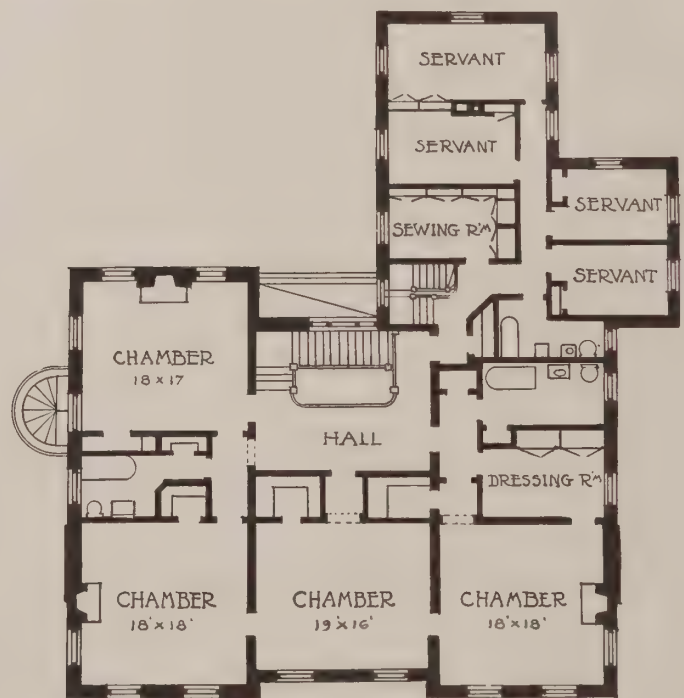 SERVANT
SERVANT
SEWING R'M
SERVANT
SERVANT
CHAMBER
18 x 17
HALL
DRESSING R'M
CHAMBER
18' x 18'
CHAMBER
19' x 16'
CHAMBER
18' x 18'